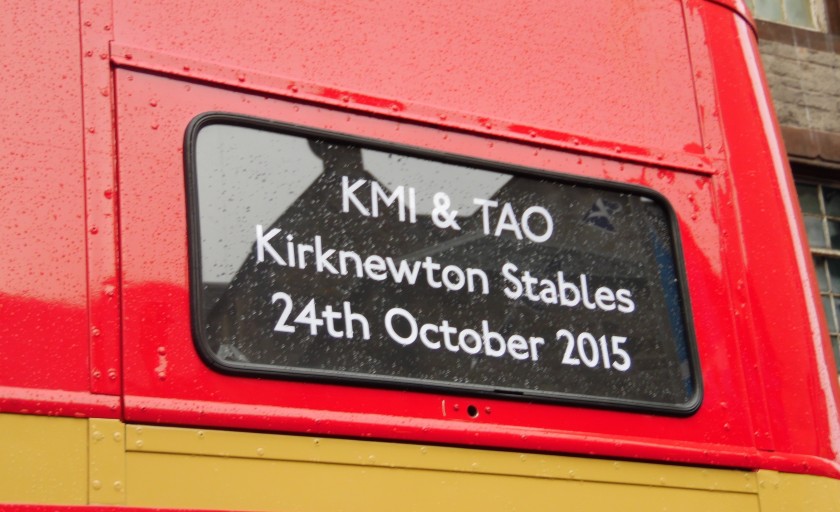 KMI & TAO
Kirknewton Stables
24th October 2015